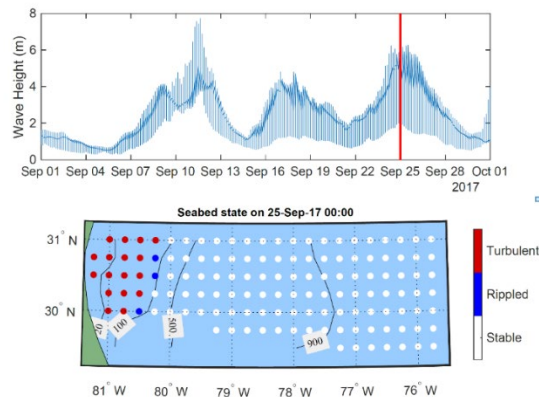 8
6
4
2
0
Wave Height (m)
Sep 01 Sep 04 Sep 07 Sep 10 Sep 13 Sep 16 Sep 19 Sep 22 Sep 25 Sep 28 Oct 01
2017
Seabed state on 25-Sep-17 00:00
31° N
30° N
100
500
900
81° W 80° W 79° W 78° W 77° W 76° W
Turbulent
Rippled
Stable